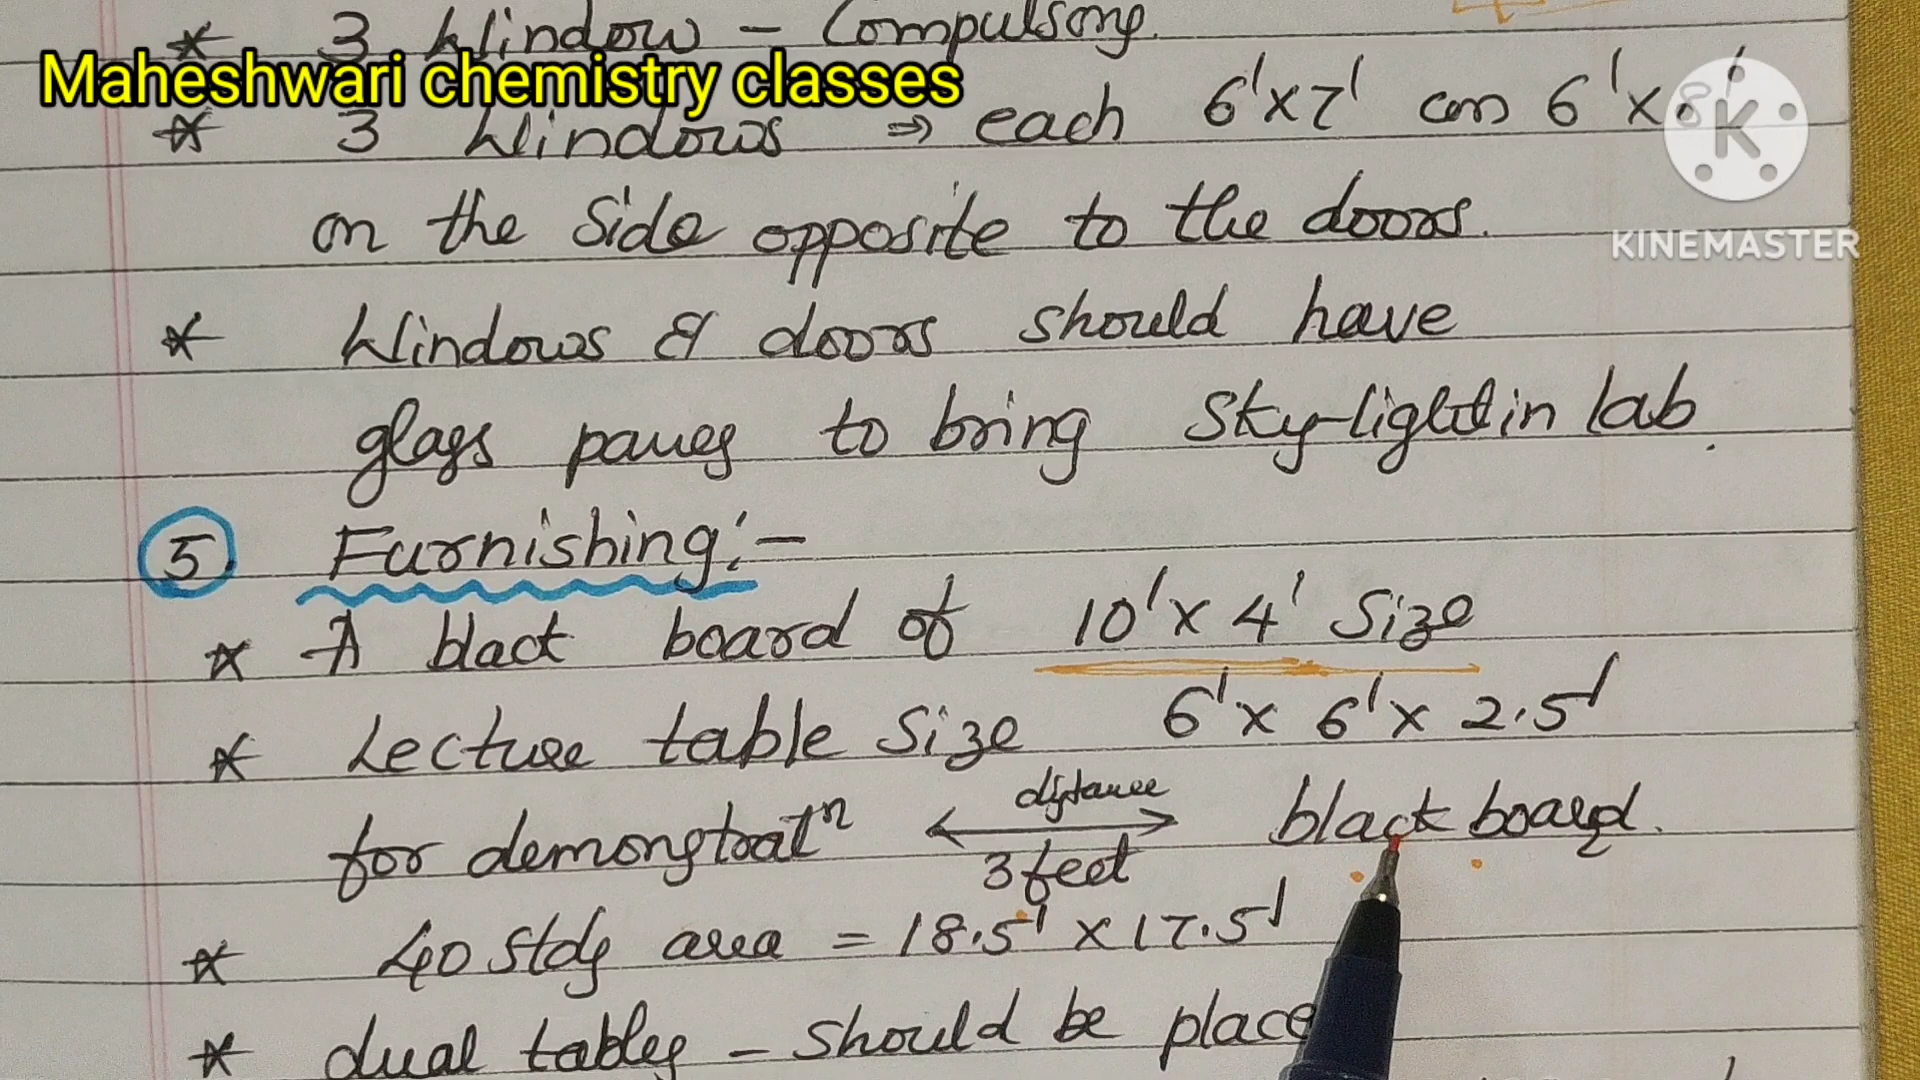 * 3 Window - Compulsory.
Maheshwari chemistry classes
* 3 Windows ⇒ each 6'x7' (or) 6'x8'
K
KINEMASTER
on the Side opposite to the doors.
* Windows & doors should have
glass panes to bring Sky-light in lab.
5 Furnishing:-
* A black board of 10'x 4' Size
* Lecture table Size 6'x 6'x 2.5'
for demonstratn ← distance 3 feet → black board.
* 40 Stds area = 18.5' x 17.5'
* dual tables - should be place